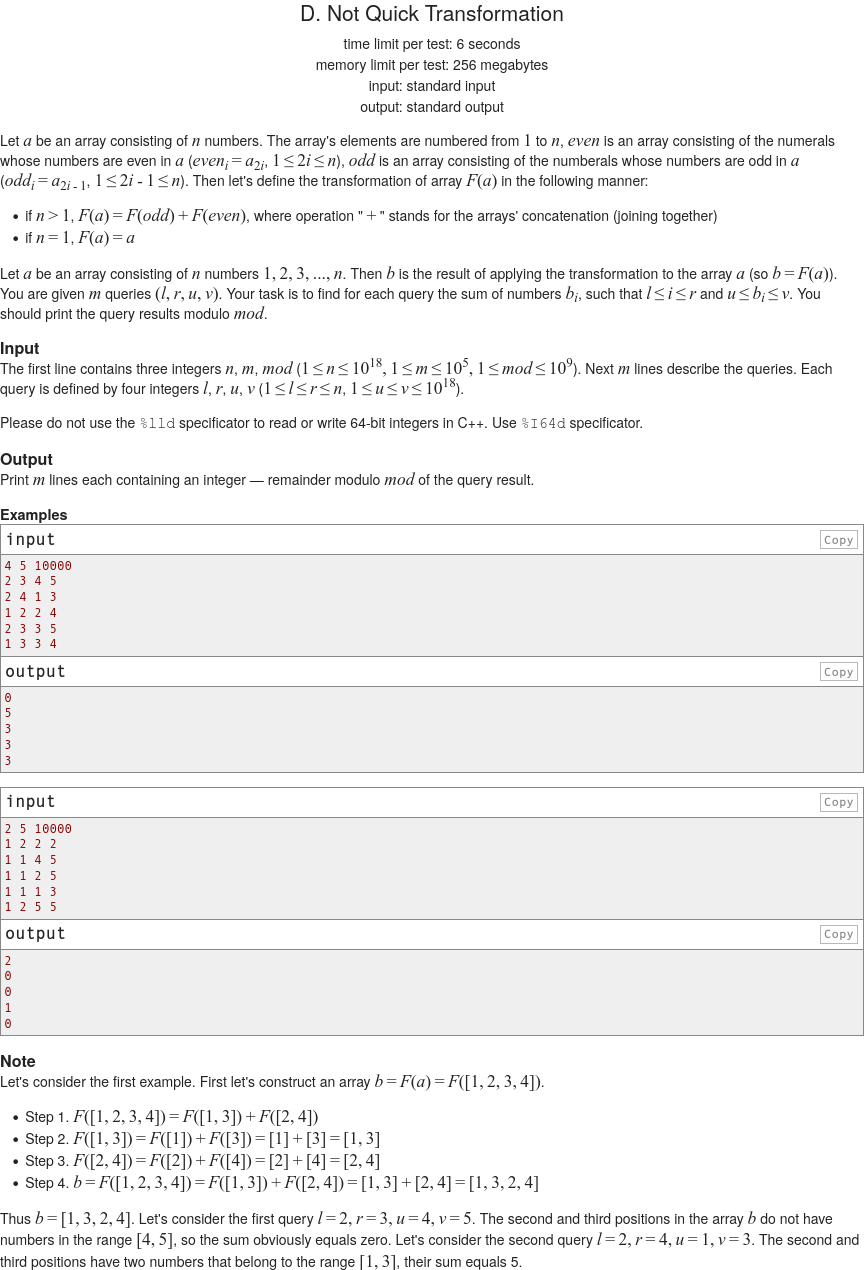 D. Not Quick Transformation
time limit per test: 6 seconds
memory limit per test: 256 megabytes
input: standard input
output: standard output
Let a be an array consisting of n numbers. The array's elements are numbered from 1 to n, even is an array consisting of the numerals
whose numbers are even in a (even_i = a_{2i}, 1 ≤ 2i ≤ n), odd is an array consisting of the numberals whose numbers are odd in a
(odd_i = a_{2i - 1}, 1 ≤ 2i - 1 ≤ n). Then let's define the transformation of array F(a) in the following manner:
• if n > 1, F(a) = F(odd) + F(even), where operation " + " stands for the arrays' concatenation (joining together)
• if n = 1, F(a) = a
Let a be an array consisting of n numbers 1, 2, 3, ..., n. Then b is the result of applying the transformation to the array a (so b = F(a)).
You are given m queries (l, r, u, v). Your task is to find for each query the sum of numbers b_i, such that l ≤ i ≤ r and u ≤ b_i ≤ v. You
should print the query results modulo mod.
Input
The first line contains three integers n, m, mod (1 ≤ n ≤ 10^18, 1 ≤ m ≤ 10^5, 1 ≤ mod ≤ 10^9). Next m lines describe the queries. Each
query is defined by four integers l, r, u, v (1 ≤ l ≤ r ≤ n, 1 ≤ u ≤ v ≤ 10^18).
Please do not use the %lld specificator to read or write 64-bit integers in C++. Use %I64d specificator.
Output
Print m lines each containing an integer — remainder modulo mod of the query result.
Examples
input Copy
4 5 10000
2 3 4 5
2 4 1 3
1 2 2 4
2 3 3 5
1 3 3 4
output Copy
0
5
3
3
3
input Copy
2 5 10000
1 2 2 2
1 1 4 5
1 1 2 5
1 1 1 3
1 2 5 5
output Copy
2
0
0
1
0
Note
Let's consider the first example. First let's construct an array b = F(a) = F([1, 2, 3, 4]).
• Step 1. F([1, 2, 3, 4]) = F([1, 3]) + F([2, 4])
• Step 2. F([1, 3]) = F([1]) + F([3]) = [1] + [3] = [1, 3]
• Step 3. F([2, 4]) = F([2]) + F([4]) = [2] + [4] = [2, 4]
• Step 4. b = F([1, 2, 3, 4]) = F([1, 3]) + F([2, 4]) = [1, 3] + [2, 4] = [1, 3, 2, 4]
Thus b = [1, 3, 2, 4]. Let's consider the first query l = 2, r = 3, u = 4, v = 5. The second and third positions in the array b do not have
numbers in the range [4, 5], so the sum obviously equals zero. Let's consider the second query l = 2, r = 4, u = 1, v = 3. The second and
third positions have two numbers that belong to the range [1, 3], their sum equals 5.